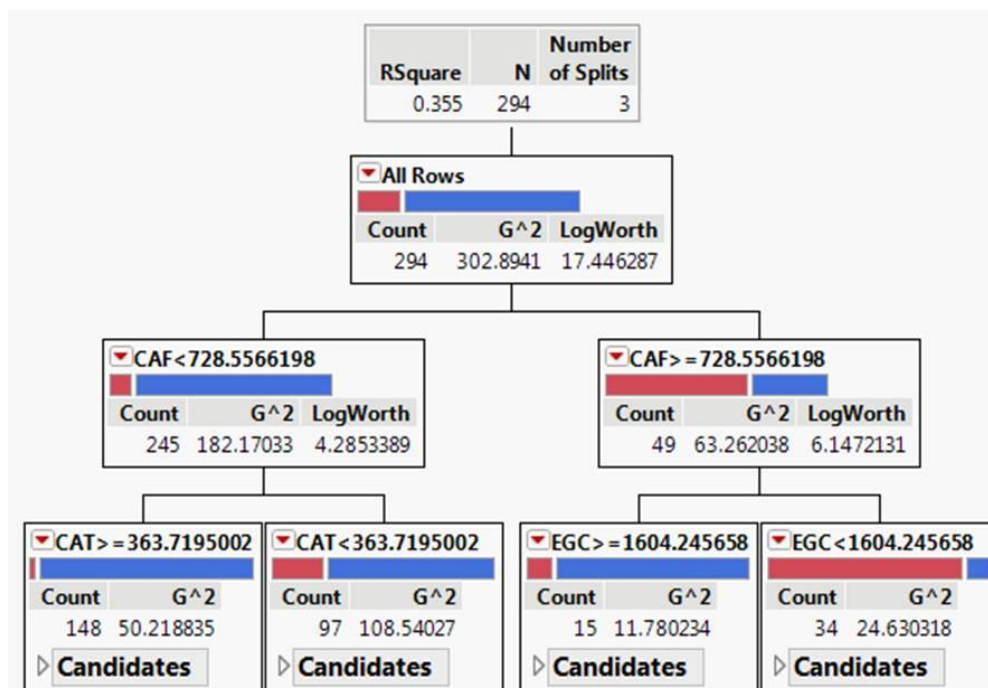 Number
RSquare N of Splits
0.355 294 3
All Rows
Count G^2 LogWorth
294 302.8941 17.446287
CAF<728.5566198
Count G^2 LogWorth
245 182.17033 4.2853389
CAF>=728.5566198
Count G^2 LogWorth
49 63.262038 6.1472131
CAT>=363.7195002
Count G^2
148 50.218835
Candidates
CAT<363.7195002
Count G^2
97 108.54027
Candidates
EGC>=1604.245658
Count G^2
15 11.780234
Candidates
EGC<1604.245658
Count G^2
34 24.630318
Candidates